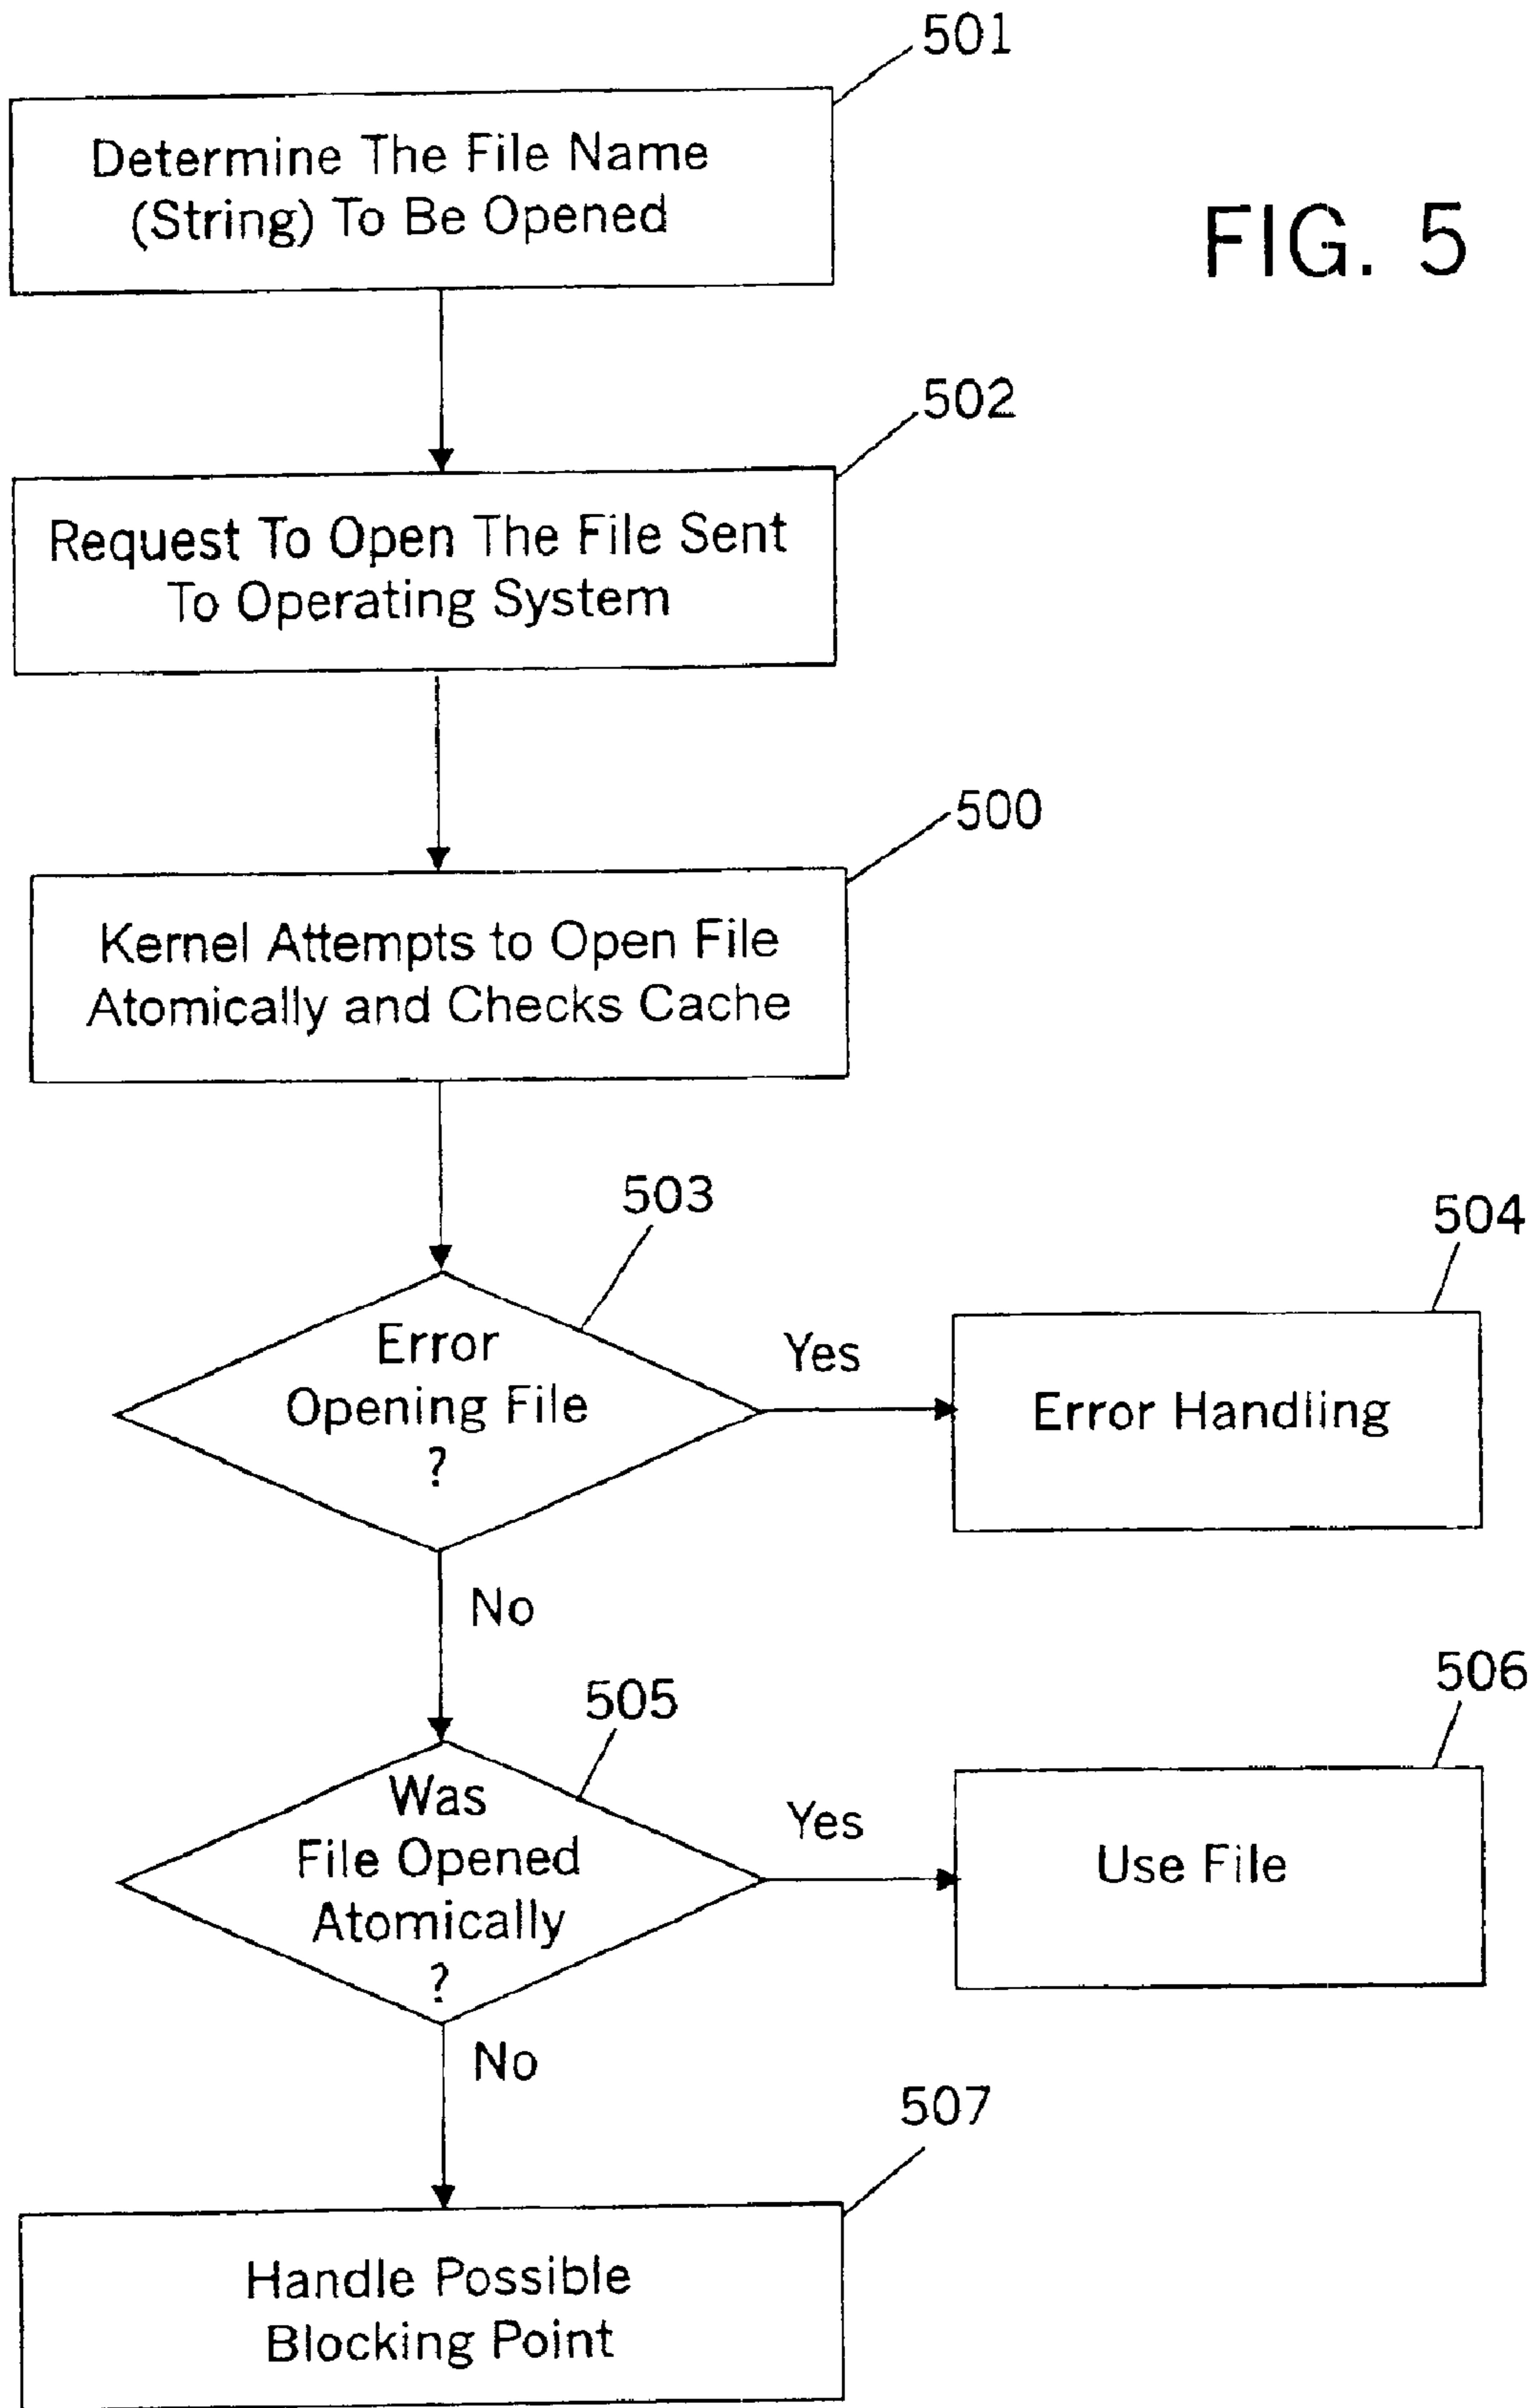 501
Determine The File Name
(String) To Be Opened
FIG. 5
502
Request To Open The File Sent
To Operating System
500
Kernel Attempts to Open File
Atomically and Checks Cache
503
Error
Opening File
?
Yes
504
Error Handling
No
505
Was
File Opened
Atomically
?
Yes
506
Use File
No
507
Handle Possible
Blocking Point